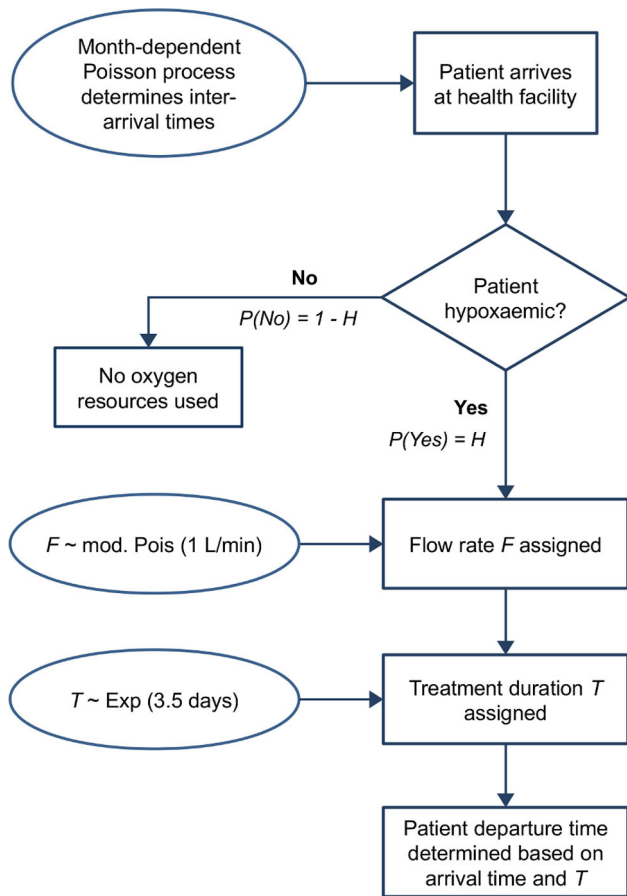 Month-dependent
Poisson process
determines inter-
arrival times
Patient arrives
at health facility
Patient
hypoxaemic?
No
P(No) = 1 - H
No oxygen
resources used
Yes
P(Yes) = H
F ~ mod. Pois (1 L/min)
Flow rate F assigned
T ~ Exp (3.5 days)
Treatment duration T
assigned
Patient departure time
determined based on
arrival time and T